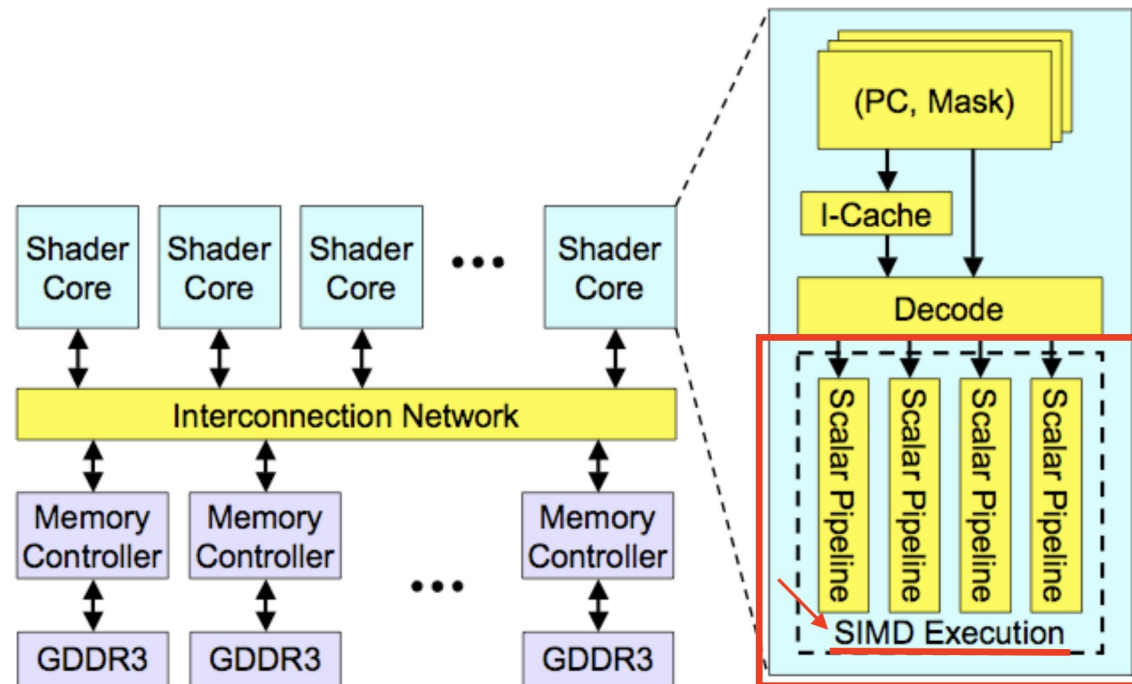 Shader
Core
Shader
Core
Shader
Core
•••
Shader
Core
Interconnection Network
Memory
Controller
Memory
Controller
•••
Memory
Controller
GDDR3
GDDR3
GDDR3
(PC, Mask)
I-Cache
Decode
Scalar Pipeline
Scalar Pipeline
Scalar Pipeline
Scalar Pipeline
SIMD Execution